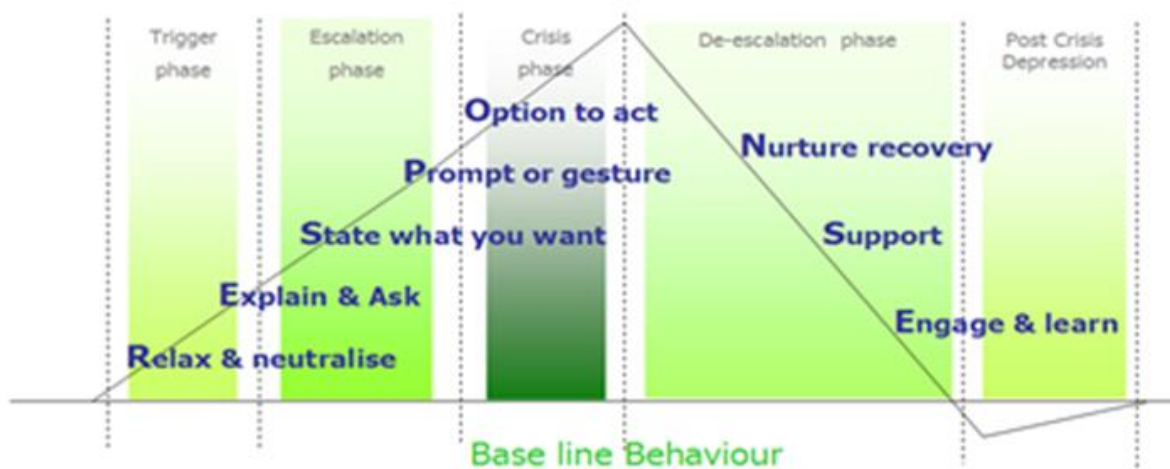 Trigger
phase
Escalation
phase
Crisis
phase
De-escalation phase
Post Crisis
Depression
Option to act
Prompt or gesture
State what you want
Explain & Ask
Relax & neutralise
Nurture recovery
Support
Engage & learn
Base line Behaviour